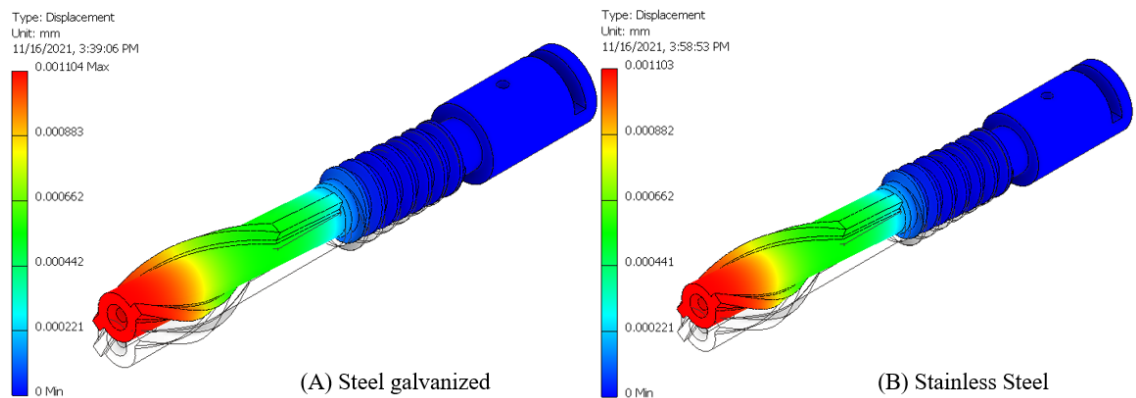 Type: Displacement
Unit: mm
11/16/2021, 3:39:06 PM
0.001104 Max
0.000883
0.000662
0.000442
0.000221
0 Min
(A) Steel galvanized
Type: Displacement
Unit: mm
11/16/2021, 3:58:53 PM
0.001103
0.000882
0.000662
0.000441
0.000221
0 Min
(B) Stainless Steel